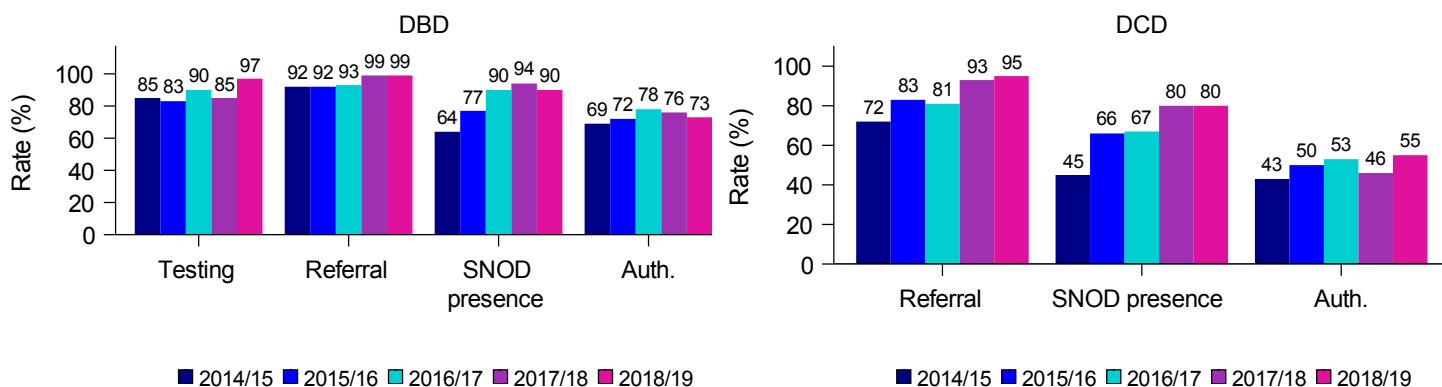 DBD
Rate (%)
100
80
60
40
20
0
85 83 90 85 97
92 92 93 99 99
64 77 90 94 90
69 72 78 76 73
Testing
Referral
SNOD
presence
Auth.
2014/15 2015/16 2016/17 2017/18 2018/19
DCD
Rate (%)
100
80
60
40
20
0
72 83 81 93 95
45 66 67 80 80
43 50 53 46 55
Referral
SNOD presence
Auth.
2014/15 2015/16 2016/17 2017/18 2018/19